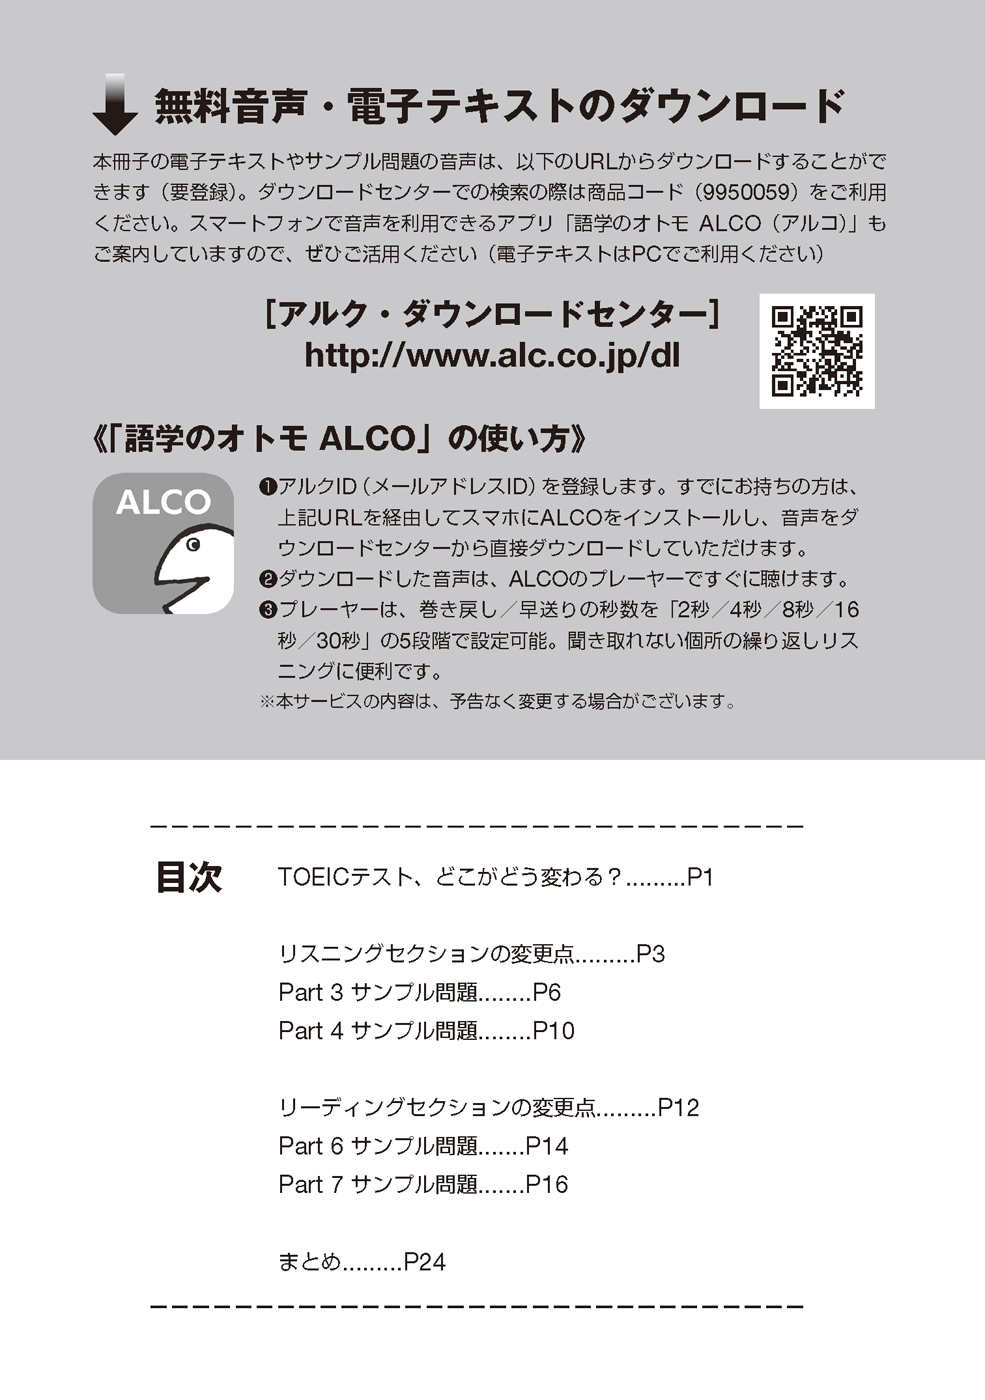 無料音声・電子テキストのダウンロード
本冊子の電子テキストやサンプル問題の音声は、以下のURLからダウンロードすることがで
きます（要登録）。ダウンロードセンターでの検索の際は商品コード（9950059）をご利用
ください。スマートフォンで音声を利用できるアプリ「語学のオトモ ALCO（アルコ）」も
ご案内していますので、ぜひご活用ください（電子テキストはPCでご利用ください）
［アルク・ダウンロードセンター］
http://www.alc.co.jp/dl
《「語学のオトモ ALCO」の使い方》
ALCO
❶アルクID（メールアドレスID）を登録します。すでにお持ちの方は、
上記URLを経由してスマホにALCOをインストールし、音声をダ
ウンロードセンターから直接ダウンロードしていただけます。
❷ダウンロードした音声は、ALCOのプレーヤーですぐに聴けます。
❸プレーヤーは、巻き戻し／早送りの秒数を「2秒／4秒／8秒／16
秒／30秒」の5段階で設定可能。聞き取れない個所の繰り返しリス
ニングに便利です。
※本サービスの内容は、予告なく変更する場合がございます。
目次
TOEICテスト、どこがどう変わる？.........P1
リスニングセクションの変更点.........P3
Part 3 サンプル問題........P6
Part 4 サンプル問題........P10
リーディングセクションの変更点.........P12
Part 6 サンプル問題.......P14
Part 7 サンプル問題.......P16
まとめ.........P24